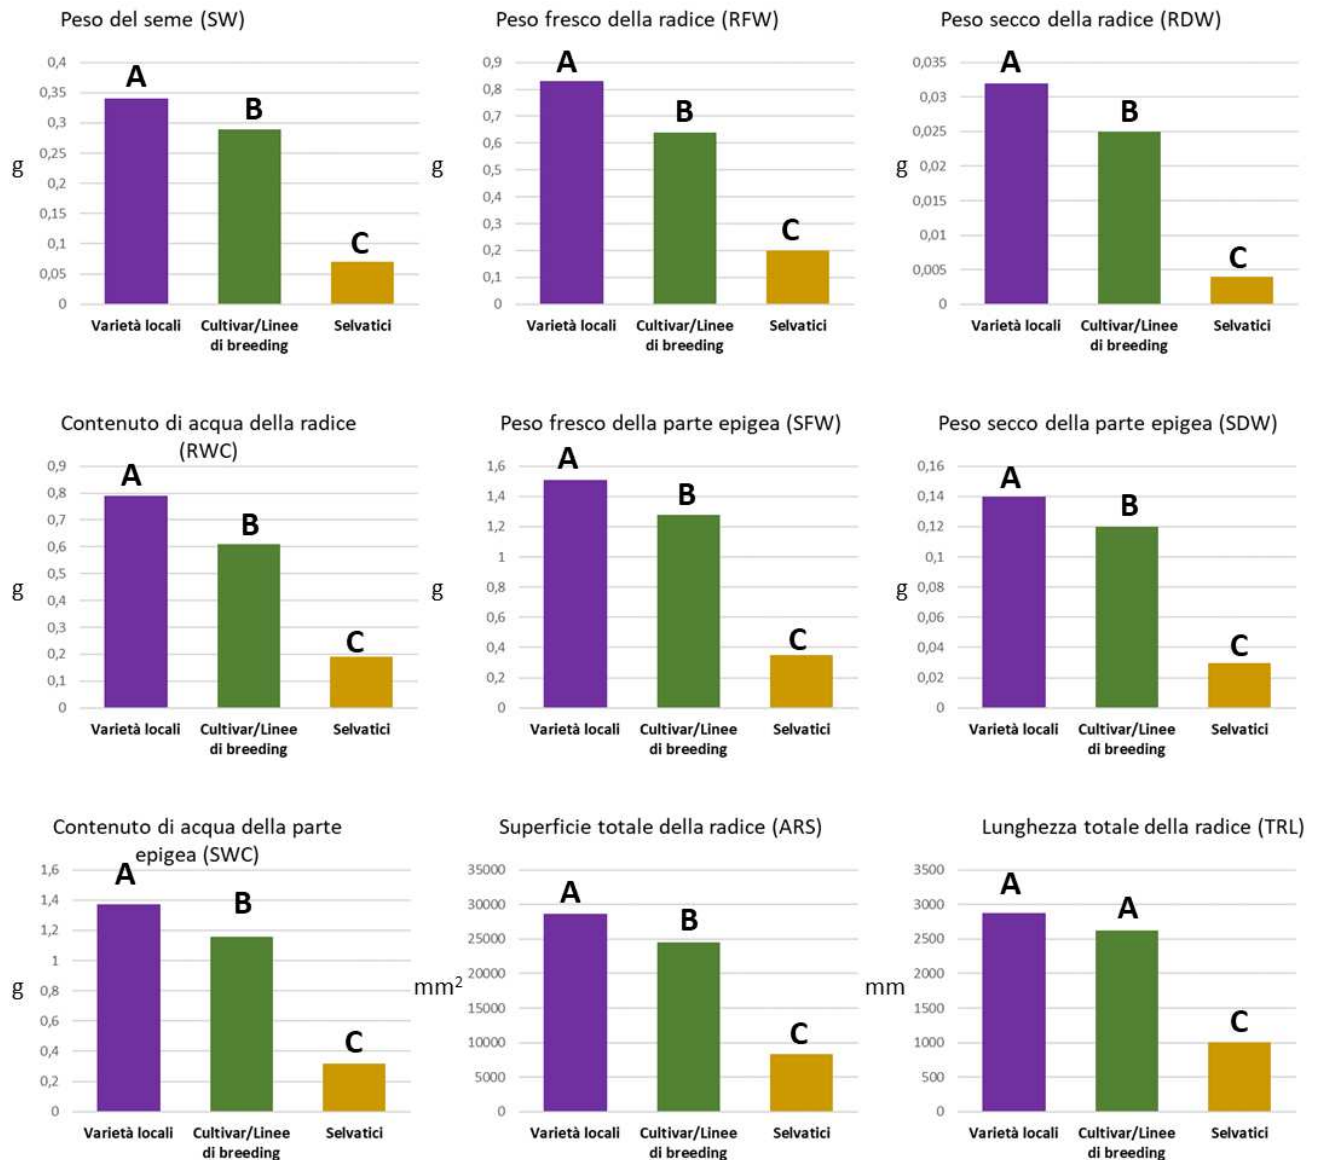 Peso del seme (SW)
0,4
0,35
0,3
0,25
0,2
0,15
0,1
0,05
0
g
A
B
C
Varietà locali
Cultivar/Linee
di breeding
Selvatici
Peso fresco della radice (RFW)
0,9
0,8
0,7
0,6
0,5
0,4
0,3
0,2
0,1
0
g
A
B
C
Varietà locali
Cultivar/Linee
di breeding
Selvatici
Peso secco della radice (RDW)
0,035
0,03
0,025
0,02
0,015
0,01
0,005
0
g
A
B
C
Varietà locali
Cultivar/Linee
di breeding
Selvatici
Contenuto di acqua della radice
(RWC)
0,9
0,8
0,7
0,6
0,5
0,4
0,3
0,2
0,1
0
g
A
B
C
Varietà locali
Cultivar/Linee
di breeding
Selvatici
Peso fresco della parte epigea (SFW)
1,6
1,4
1,2
1
0,8
0,6
0,4
0,2
0
g
A
B
C
Varietà locali
Cultivar/Linee
di breeding
Selvatici
Peso secco della parte epigea (SDW)
0,16
0,14
0,12
0,1
0,08
0,06
0,04
0,02
0
g
A
B
C
Varietà locali
Cultivar/Linee
di breeding
Selvatici
Contenuto di acqua della parte
epigea (SWC)
1,6
1,4
1,2
1
0,8
0,6
0,4
0,2
0
g
A
B
C
Varietà locali
Cultivar/Linee
di breeding
Selvatici
Superficie totale della radice (ARS)
35000
30000
25000
20000
15000
10000
5000
0
mm²
A
B
C
Varietà locali
Cultivar/Linee
di breeding
Selvatici
Lunghezza totale della radice (TRL)
3500
3000
2500
2000
1500
1000
500
0
mm
A
A
C
Varietà locali
Cultivar/Linee
di breeding
Selvatici